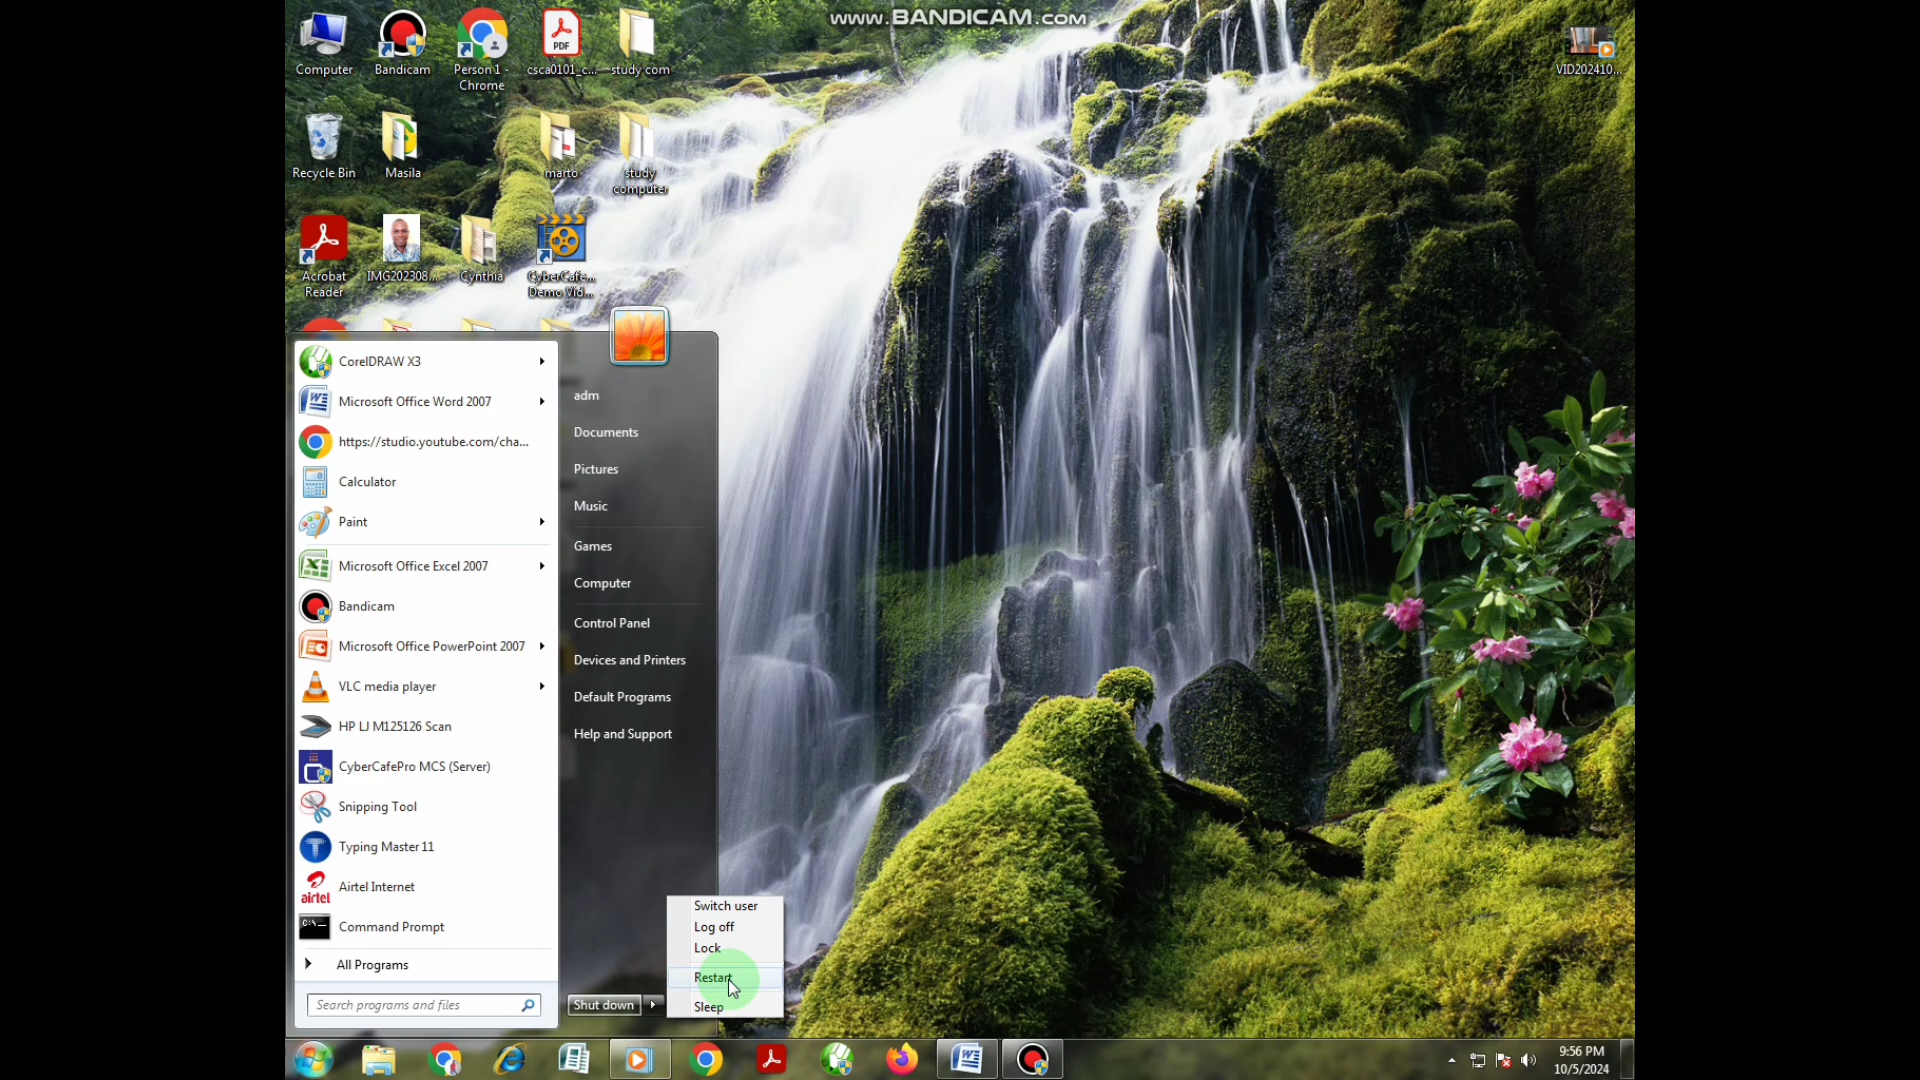 www.BANDICAM.com
Computer
Bandicam
Person 1 -
Chrome
csca0101_c...
study com
VID202410...
PDF
Recycle Bin
Masila
marto
study
computer
Acrobat
Reader
IMG202308...
Cynthia
CyberCafe...
Demo Vid...
CorelDRAW X3
Microsoft Office Word 2007
https://studio.youtube.com/cha...
Calculator
Paint
Microsoft Office Excel 2007
Bandicam
Microsoft Office PowerPoint 2007
VLC media player
HP LJ M125126 Scan
CyberCafePro MCS (Server)
Snipping Tool
Typing Master 11
airtel
Airtel Internet
Command Prompt
All Programs
Search programs and files
adm
Documents
Pictures
Music
Games
Computer
Control Panel
Devices and Printers
Default Programs
Help and Support
Shut down
Switch user
Log off
Lock
Restart
Sleep
9:56 PM
10/5/2024